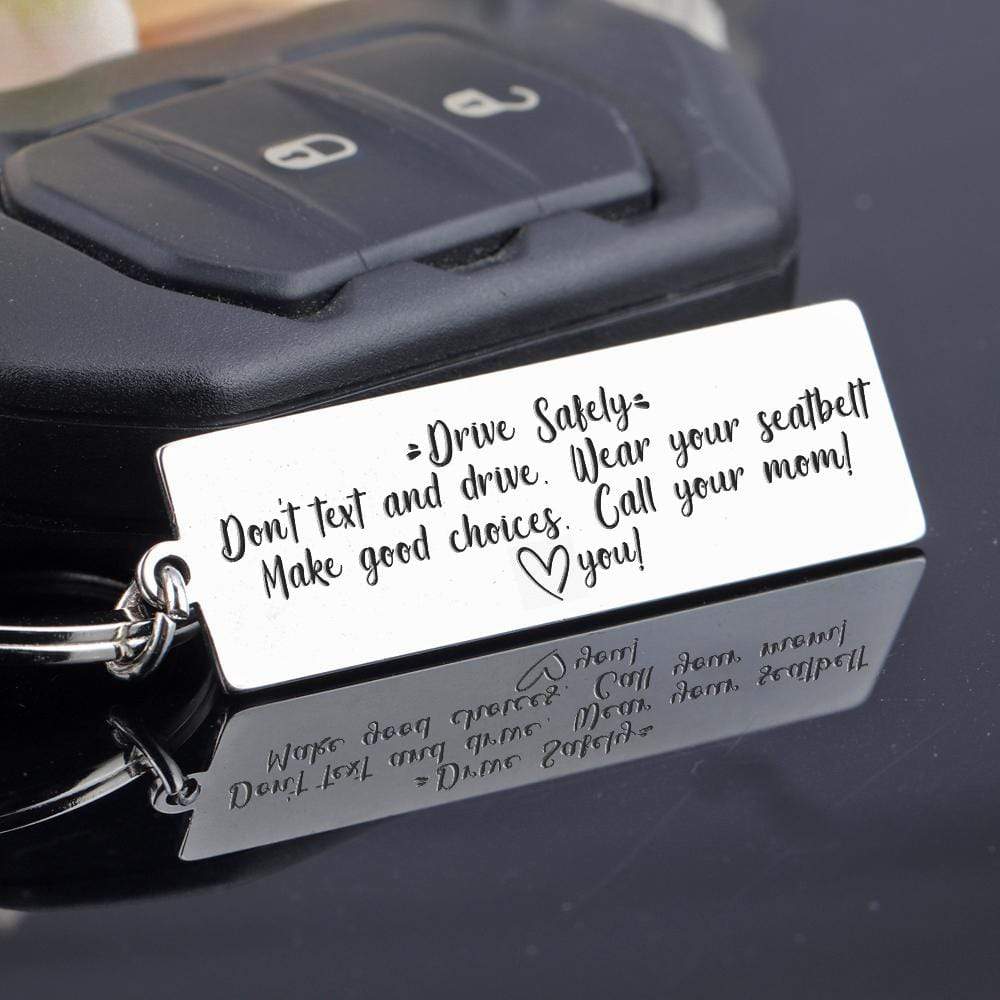 Drive Safely
Don't text and drive. Wear your seatbelt
Make good choices. Call your mom!
♡ you!